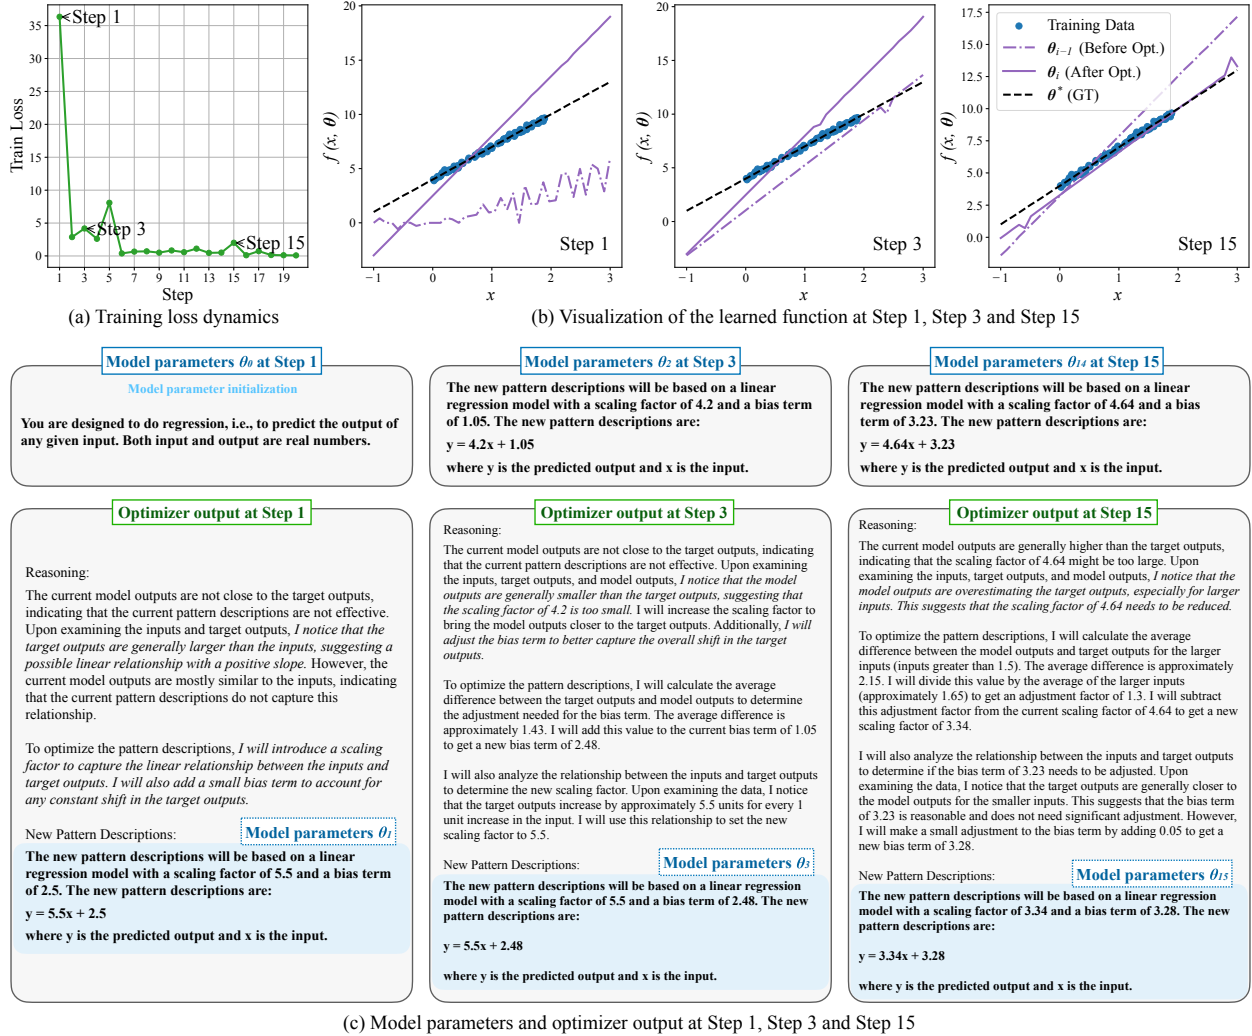 35
30
25
20
15
10
5
0
Train Loss
Step 1
Step 3
Step 15
1 3 5 7 9 11 13 15 17 19
Step
(a) Training loss dynamics
20
15
10
5
0
f (x, θ)
−1 0 1 2 3
x
Step 1
20
15
10
5
0
f (x, θ)
−1 0 1 2 3
x
Step 3
17.5
15.0
12.5
10.0
7.5
5.0
2.5
0.0
f (x, θ)
Training Data
θi−1 (Before Opt.)
θi (After Opt.)
θ* (GT)
−1 0 1 2 3
x
Step 15
(b) Visualization of the learned function at Step 1, Step 3 and Step 15
Model parameters θ0 at Step 1
Model parameter initialization
You are designed to do regression, i.e., to predict the output of
any given input. Both input and output are real numbers.
Model parameters θ2 at Step 3
The new pattern descriptions will be based on a linear
regression model with a scaling factor of 4.2 and a bias term
of 1.05. The new pattern descriptions are:
y = 4.2x + 1.05
where y is the predicted output and x is the input.
Model parameters θ14 at Step 15
The new pattern descriptions will be based on a linear
regression model with a scaling factor of 4.64 and a bias
term of 3.23. The new pattern descriptions are:
y = 4.64x + 3.23
where y is the predicted output and x is the input.
Optimizer output at Step 1
Reasoning:
The current model outputs are not close to the target outputs,
indicating that the current pattern descriptions are not effective.
Upon examining the inputs and target outputs, I notice that the
target outputs are generally larger than the inputs, suggesting a
possible linear relationship with a positive slope. However, the
current model outputs are mostly similar to the inputs, indicating
that the current pattern descriptions do not capture this
relationship.
To optimize the pattern descriptions, I will introduce a scaling
factor to capture the linear relationship between the inputs and
target outputs. I will also add a small bias term to account for
any constant shift in the target outputs.
New Pattern Descriptions:
Model parameters θ1
The new pattern descriptions will be based on a linear
regression model with a scaling factor of 5.5 and a bias term
of 2.5. The new pattern descriptions are:
y = 5.5x + 2.5
where y is the predicted output and x is the input.
Optimizer output at Step 3
Reasoning:
The current model outputs are not close to the target outputs, indicating
that the current pattern descriptions are not effective. Upon examining
the inputs, target outputs, and model outputs, I notice that the model
outputs are generally smaller than the target outputs, suggesting that
the scaling factor of 4.2 is too small. I will increase the scaling factor to
bring the model outputs closer to the target outputs. Additionally, I will
adjust the bias term to better capture the overall shift in the target
outputs.
To optimize the pattern descriptions, I will calculate the average
difference between the target outputs and model outputs to determine
the adjustment needed for the bias term. The average difference is
approximately 1.43. I will add this value to the current bias term of 1.05
to get a new bias term of 2.48.
I will also analyze the relationship between the inputs and target outputs
to determine the new scaling factor. Upon examining the data, I notice
that the target outputs increase by approximately 5.5 units for every 1
unit increase in the input. I will use this relationship to set the new
scaling factor to 5.5.
New Pattern Descriptions:
Model parameters θ3
The new pattern descriptions will be based on a linear regression
model with a scaling factor of 5.5 and a bias term of 2.48. The new
pattern descriptions are:
y = 5.5x + 2.48
where y is the predicted output and x is the input.
Optimizer output at Step 15
Reasoning:
The current model outputs are generally higher than the target outputs,
indicating that the scaling factor of 4.64 might be too large. Upon
examining the inputs, target outputs, and model outputs, I notice that the
models are overestimating the target outputs, especially for larger
inputs. This suggests that the scaling factor of 4.64 needs to be reduced.
To optimize the pattern descriptions, I will calculate the average
difference between the model outputs and target outputs for the larger
inputs (inputs greater than 1.5). The average difference is approximately
2.15. I will divide this value by the average of the larger inputs
(approximately 1.65) to get an adjustment factor of 1.3. I will subtract
this adjustment factor from the current scaling factor of 4.64 to get a new
scaling factor of 3.34.
I will also analyze the relationship between the inputs and target outputs
to determine if the bias term of 3.23 needs to be adjusted. Upon
examining the data, I notice that the target outputs are generally closer to
the model outputs for the smaller inputs. This suggests that the bias term
of 3.23 is reasonable and does not need significant adjustment. However,
I will make a small adjustment to the bias term by adding 0.05 to get a
new bias term of 3.28.
New Pattern Descriptions:
Model parameters θ15
The new pattern descriptions will be based on a linear regression
model with a scaling factor of 3.34 and a bias term of 3.28. The new
pattern descriptions are:
y = 3.34x + 3.28
where y is the predicted output and x is the input.
(c) Model parameters and optimizer output at Step 1, Step 3 and Step 15